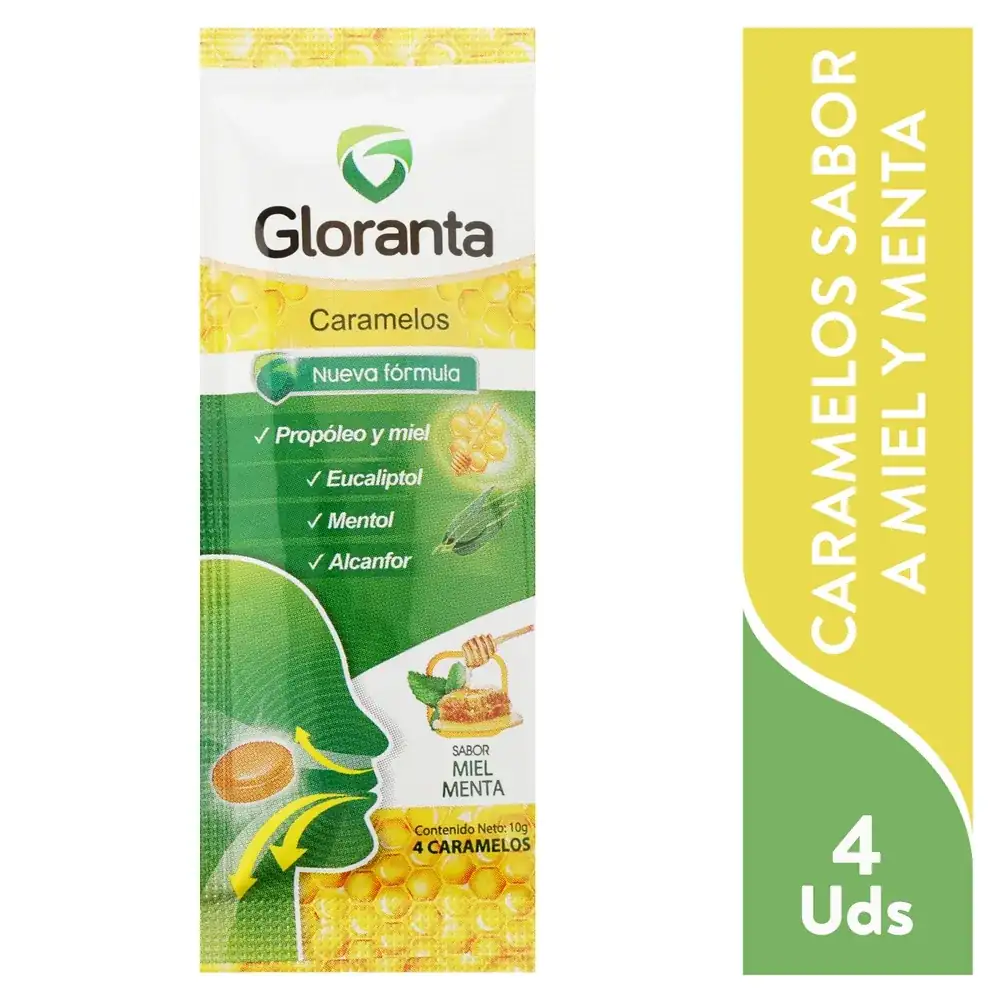 Gloranta
Caramelos
Nueva fórmula
✓ Propóleo y miel
✓ Eucaliptol
✓ Mentol
✓ Alcanfor
SABOR
MIEL
MENTA
Contenido Neto: 10g
4 CARAMELOS
CARAMELOS SABOR
A MIEL Y MENTA
4
Uds